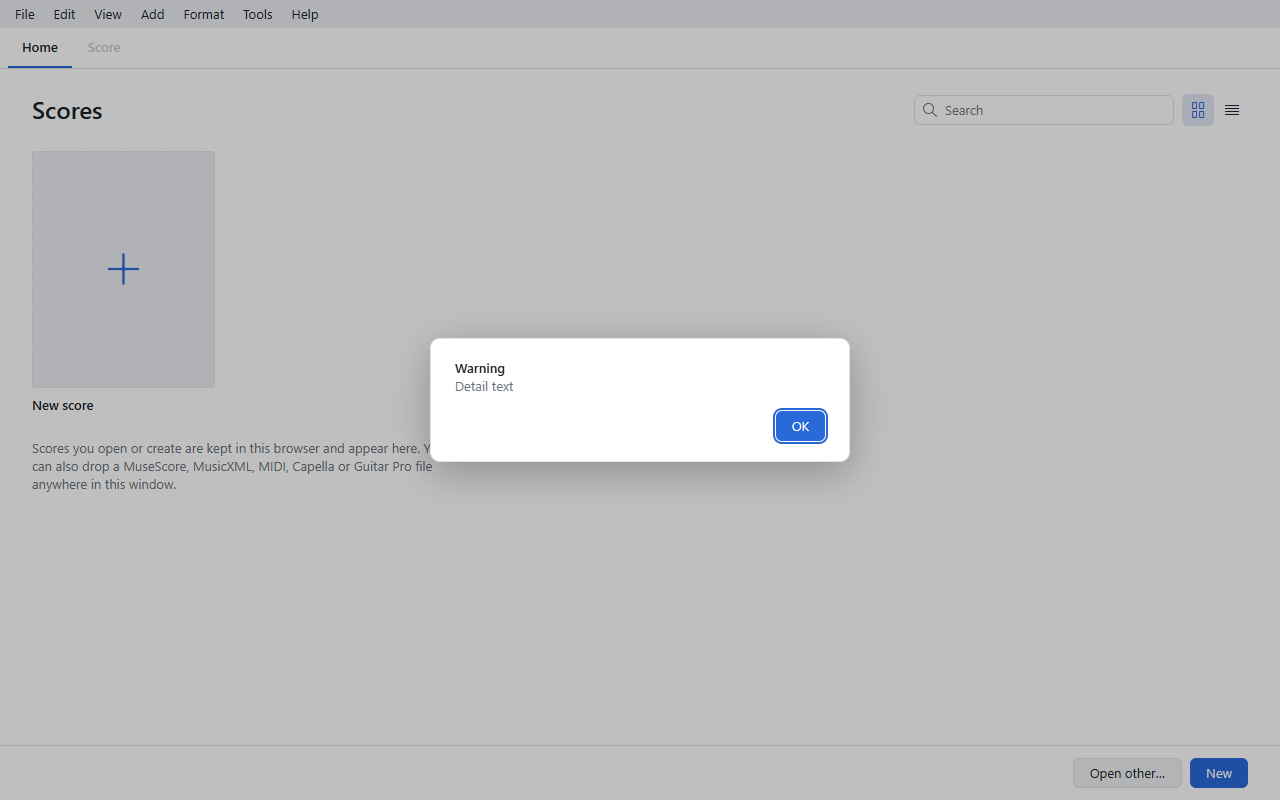 File Edit View Add Format Tools Help
Home Score
Scores
Search
New score
Scores you open or create are kept in this browser and appear here. Y
can also drop a MuseScore, MusicXML, MIDI, Capella or Guitar Pro file
anywhere in this window.
Warning
Detail text
OK
Open other...
New